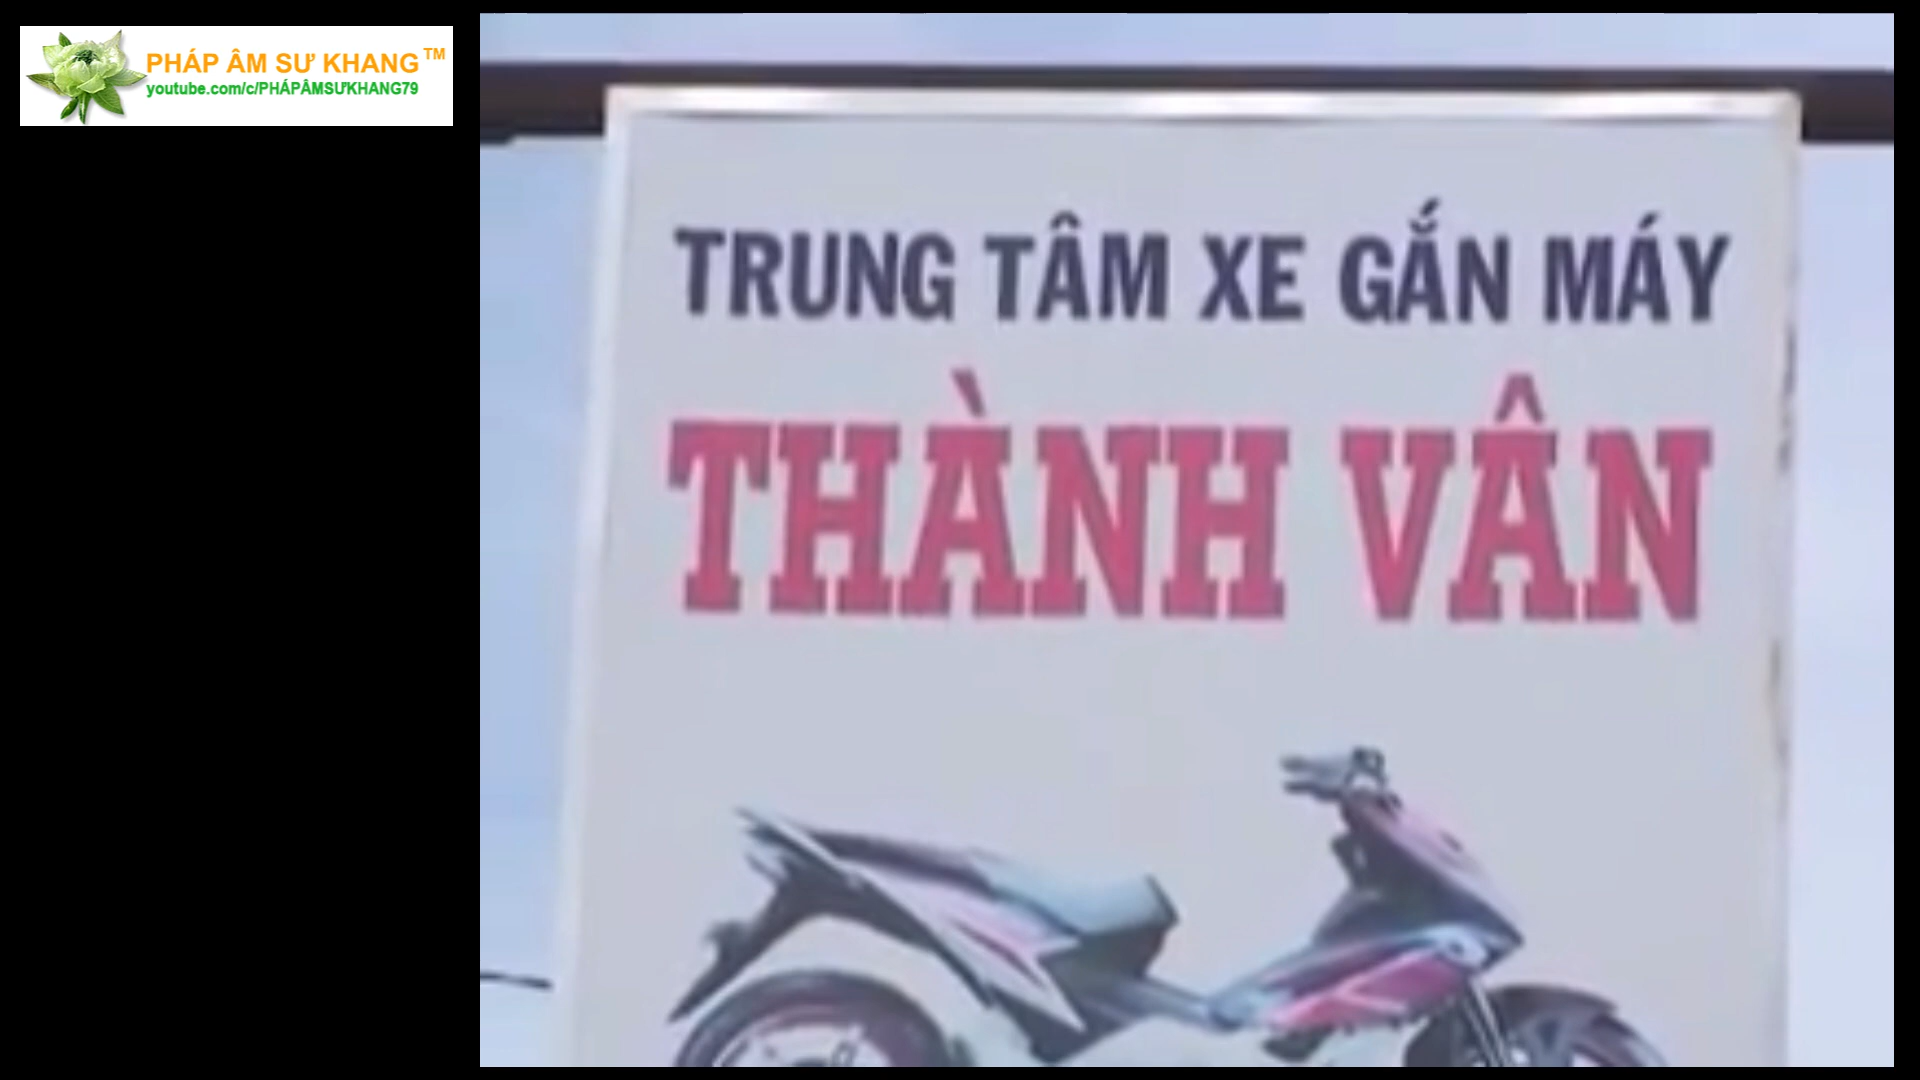 PHÁP ÂM SƯ KHANG™
youtube.com/c/PHÁPÂMSƯKHANG79
TRUNG TÂM XE GẮN MÁY
THÀNH VÂN